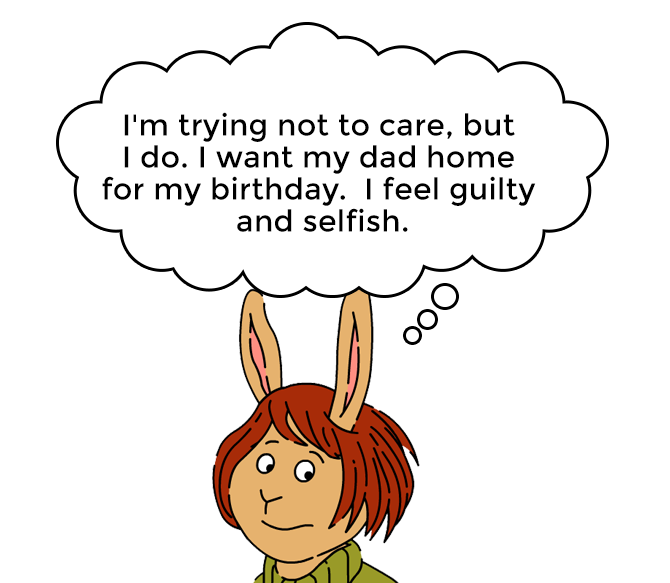 I'm trying not to care, but
I do. I want my dad home
for my birthday.  I feel guilty
and selfish.